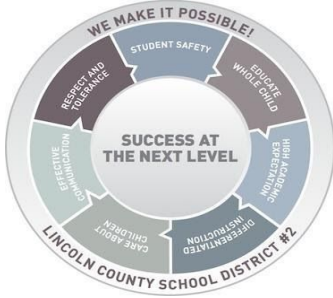 WE MAKE IT POSSIBLE!
STUDENT SAFETY
EDUCATE
WHOLE CHILD
HIGH ACADEMIC
EXPECTATION
DIFFERENTIATED
INSTRUCTION
CARE ABOUT
CHILDREN
EFFECTIVE
COMMUNICATION
RESPECT AND
TOLERANCE
SUCCESS AT
THE NEXT LEVEL
LINCOLN COUNTY SCHOOL DISTRICT #2